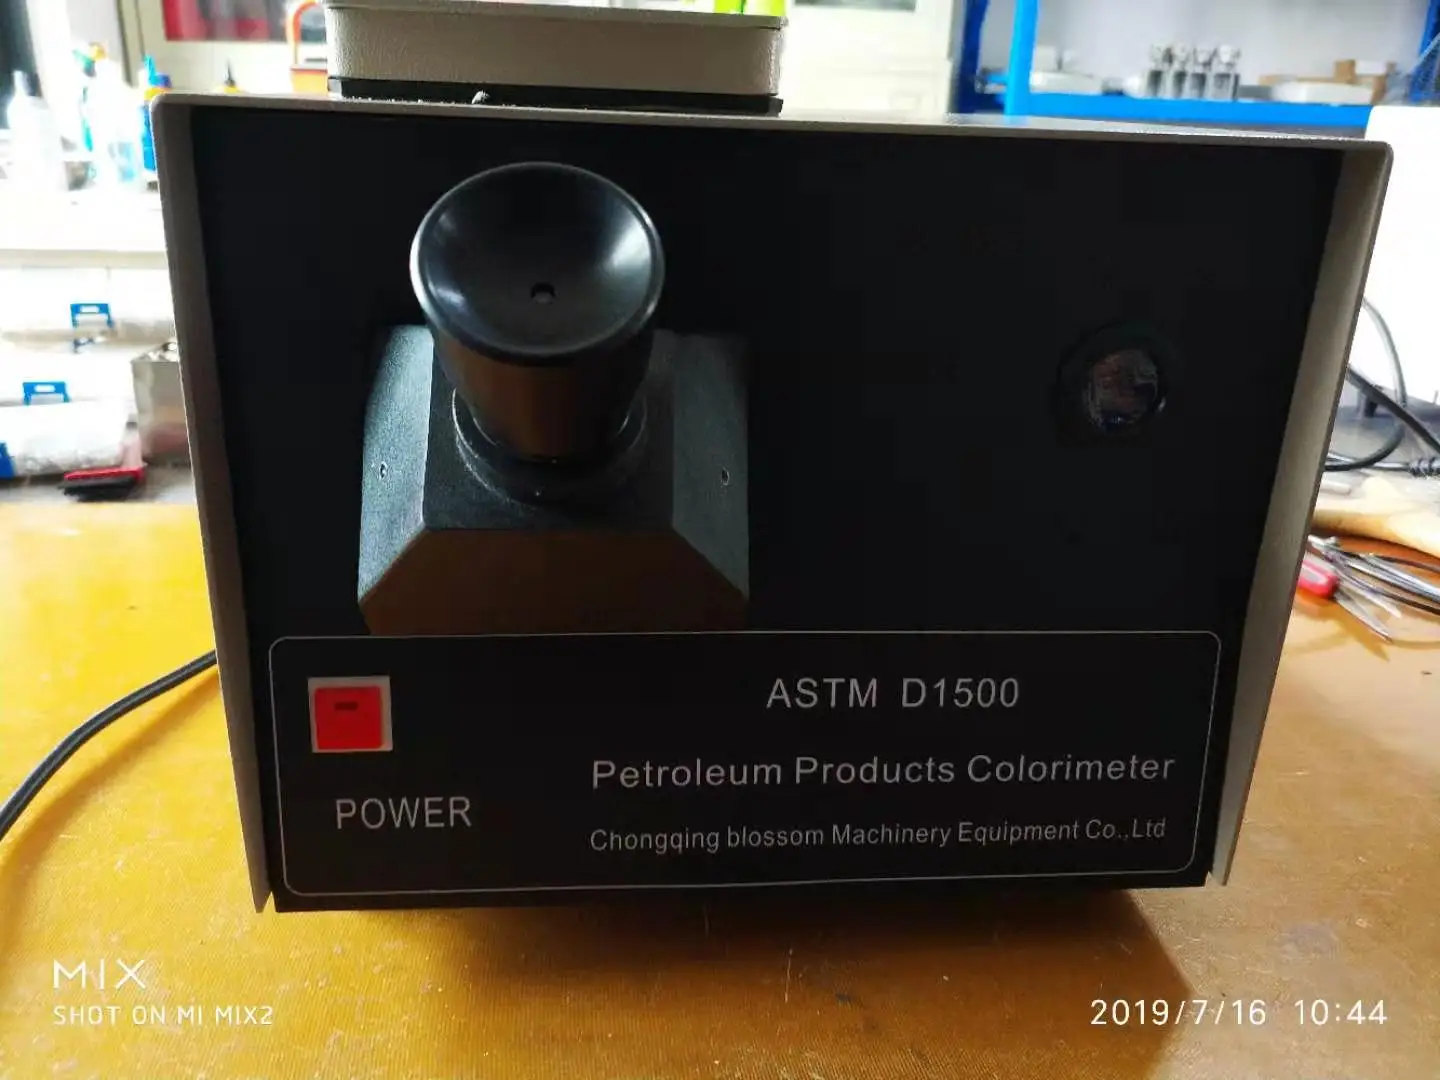 ASTM D1500
Petroleum Products Colorimeter
POWER
Chongqing blossom Machinery Equipment Co.,Ltd
MIX
SHOT ON MI MIX2
2019/7/16 10:44